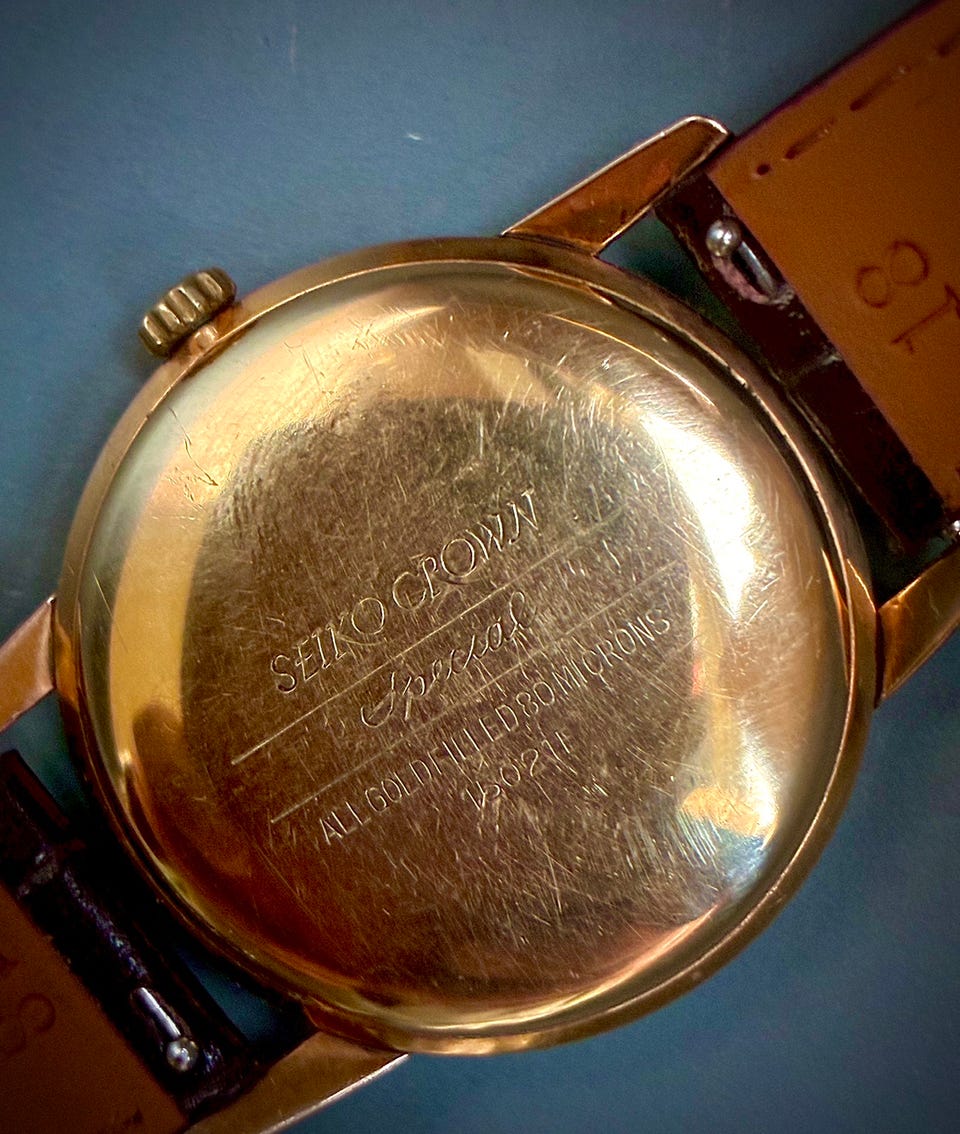 SEIKO CROWN
Special
ALL GOLD FILLED 80 MICRONS